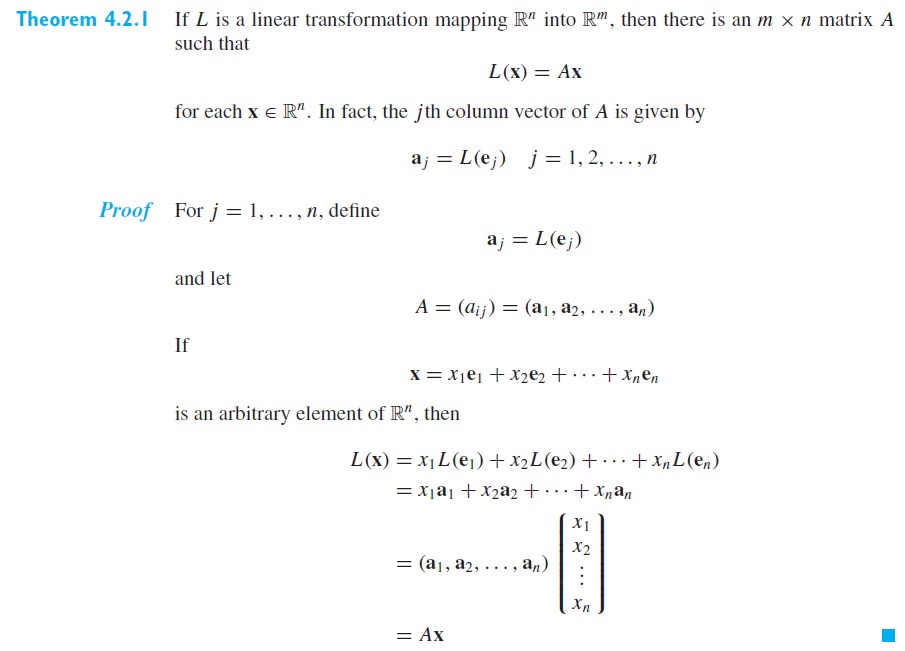 Theorem 4.2.1 If L is a linear transformation mapping ℝⁿ into ℝᵐ, then there is an m × n matrix A
such that
L(x) = Ax
for each x ∈ ℝⁿ. In fact, the jth column vector of A is given by
aⱼ = L(eⱼ) j = 1, 2, . . . , n
Proof For j = 1, . . . , n, define
aⱼ = L(eⱼ)
and let
A = (aᵢⱼ) = (a₁, a₂, . . . , aₙ)
If
x = x₁e₁ + x₂e₂ + · · · + xₙeₙ
is an arbitrary element of ℝⁿ, then
L(x) = x₁L(e₁) + x₂L(e₂) + · · · + xₙL(eₙ)
= x₁a₁ + x₂a₂ + · · · + xₙaₙ
= (a₁, a₂, . . . , aₙ) (x₁ x₂ ⋮ xₙ)
= Ax